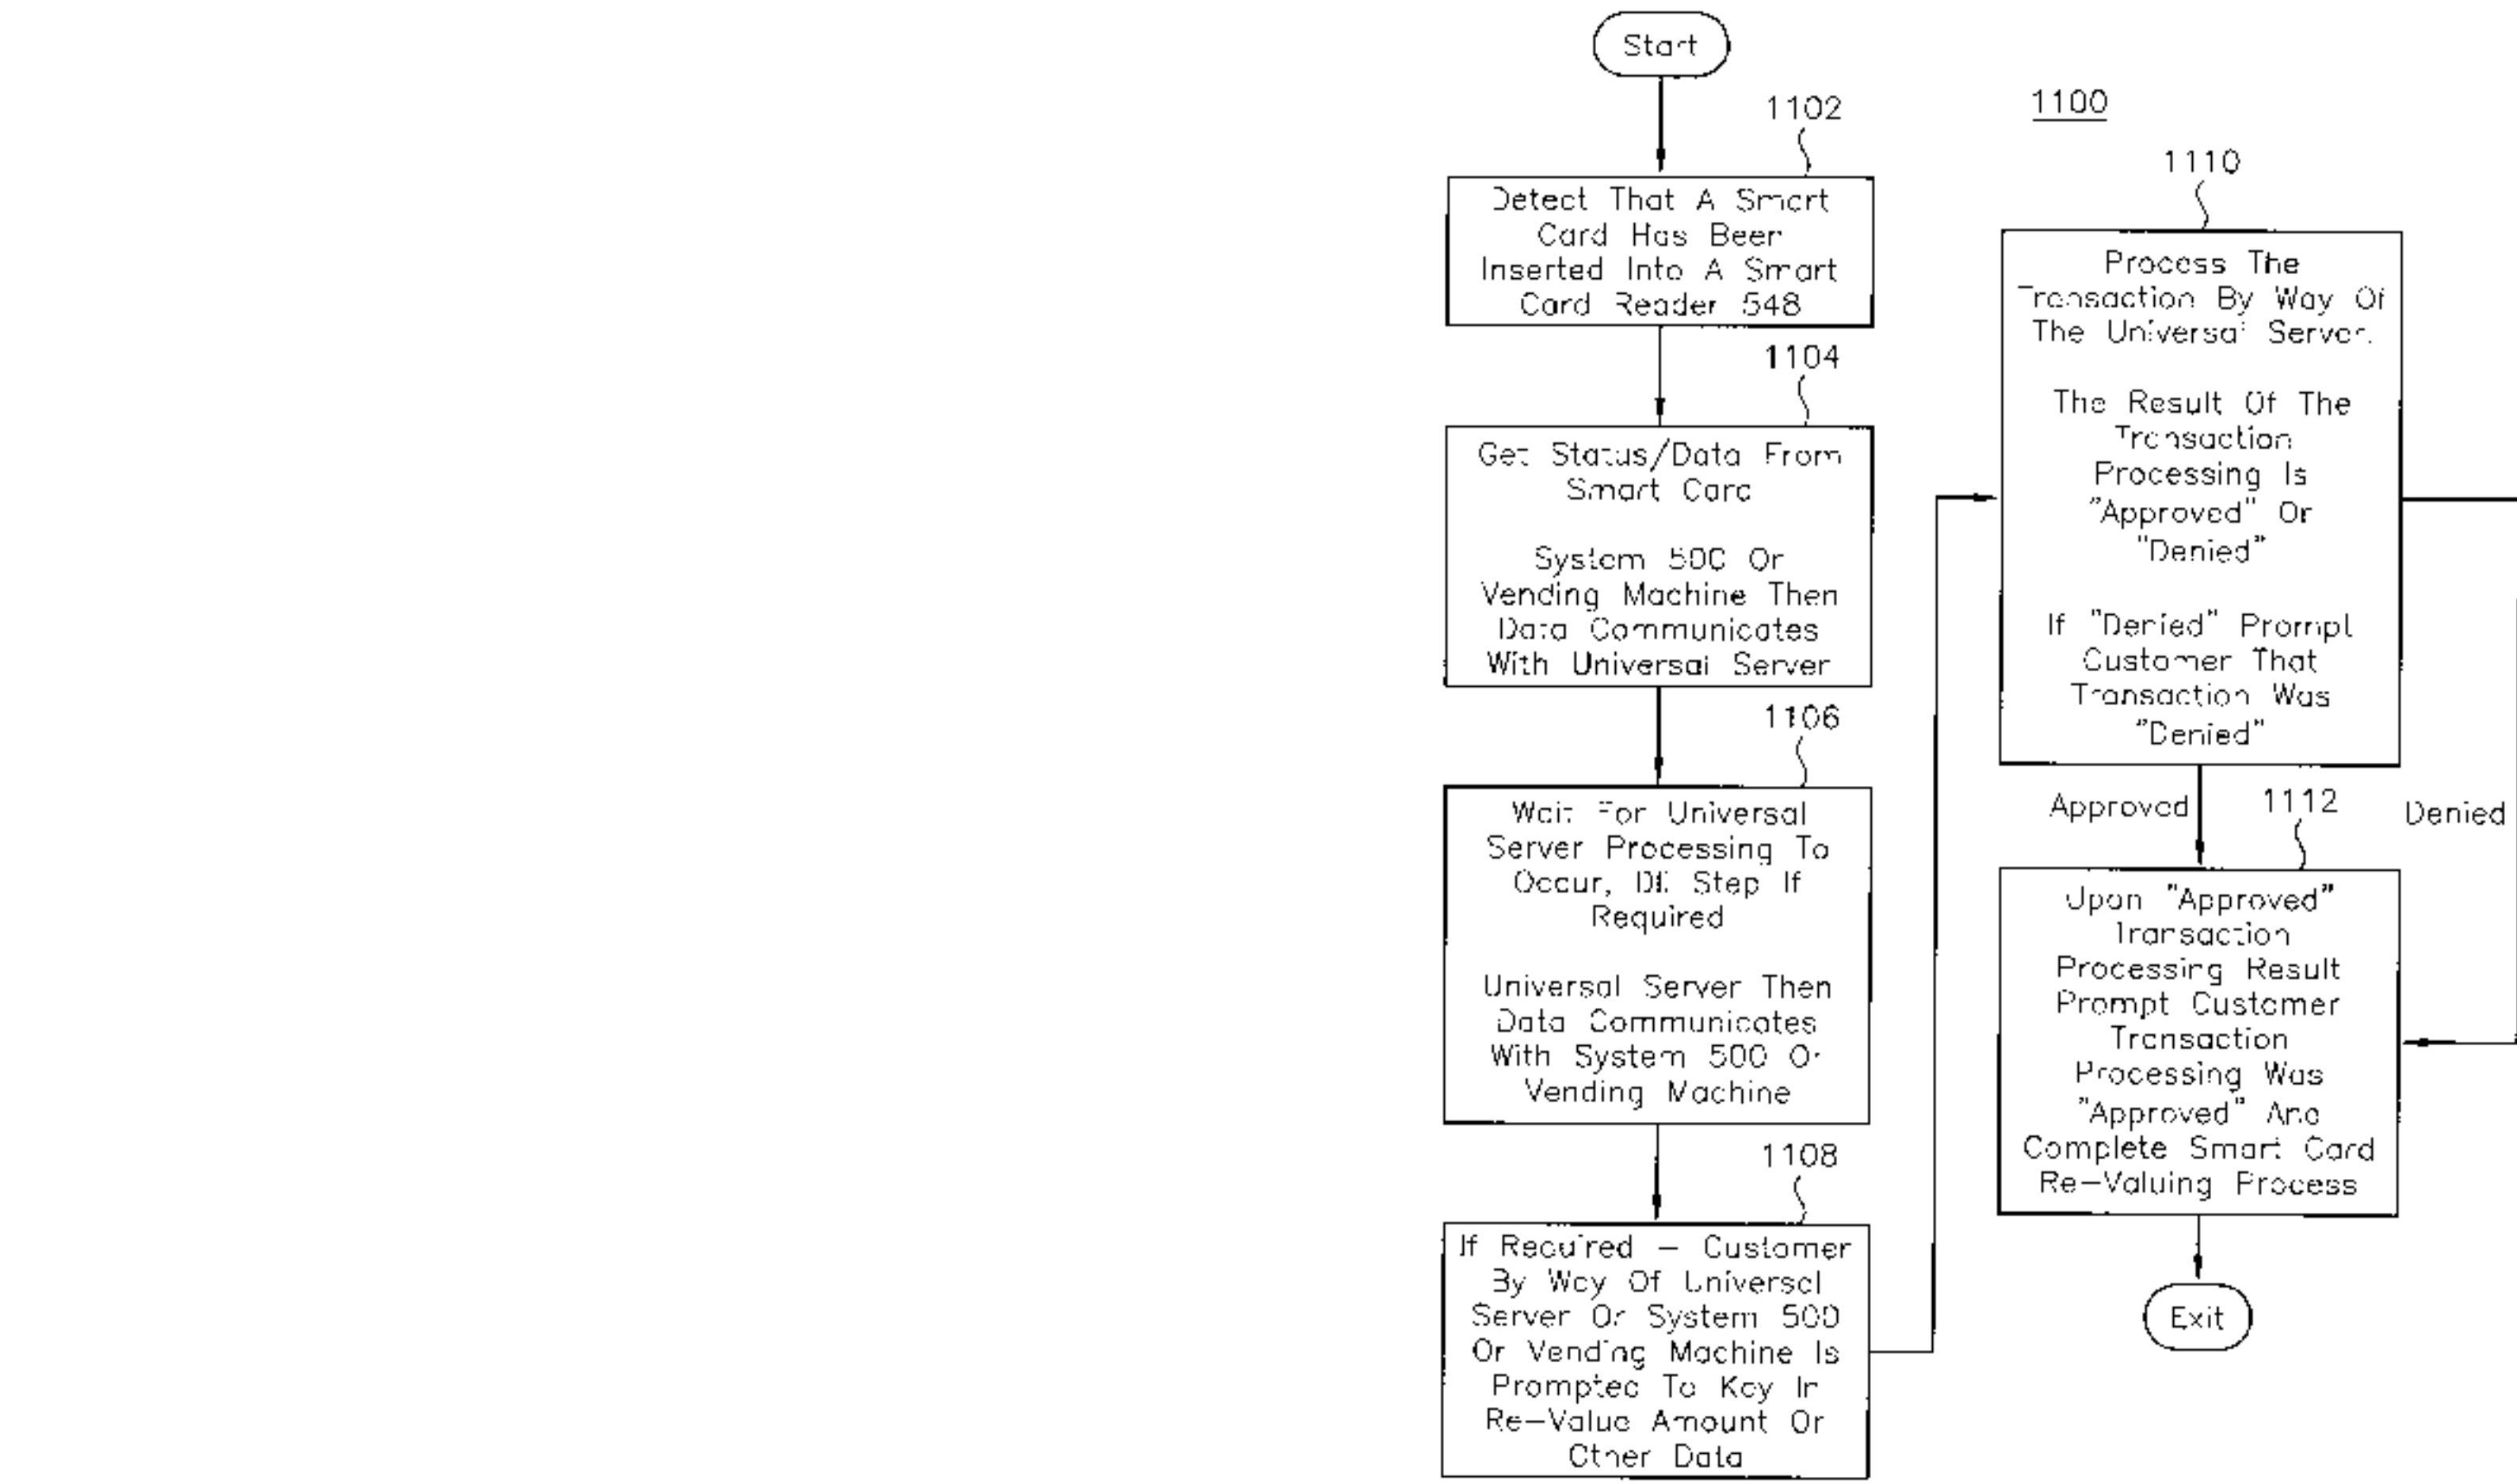 Start
1100
1102
Detect That A Smart
Card Has Been
Inserted Into A Smart
Card Reader 548
1104
Get Status/Data From
Smart Card
System 500 Or
Vending Machine Then
Data Communicates
With Universal Server
1106
Wait For Universal
Server Processing To
Occur, Step If
Required
Universal Server Then
Data Communicates
With System 500 Or
Vending Machine
1108
If Required – Customer
By Way Of Universal
Server Or System 500
Or Vending Machine Is
Prompted To Key In
Re-Value Amount Or
Other Data
1110
Process The
Transaction By Way Of
The Universal Server.
The Result Of The
Transaction
Processing Is
"Approved" Or
"Denied"
If "Denied" Prompt
Customer That
Transaction Was
"Denied"
Approved
Denied
1112
Upon "Approved"
Transaction
Processing Result
Prompt Customer
Transaction
Processing Was
"Approved" And
Complete Smart Card
Re-Valuing Process
Exit